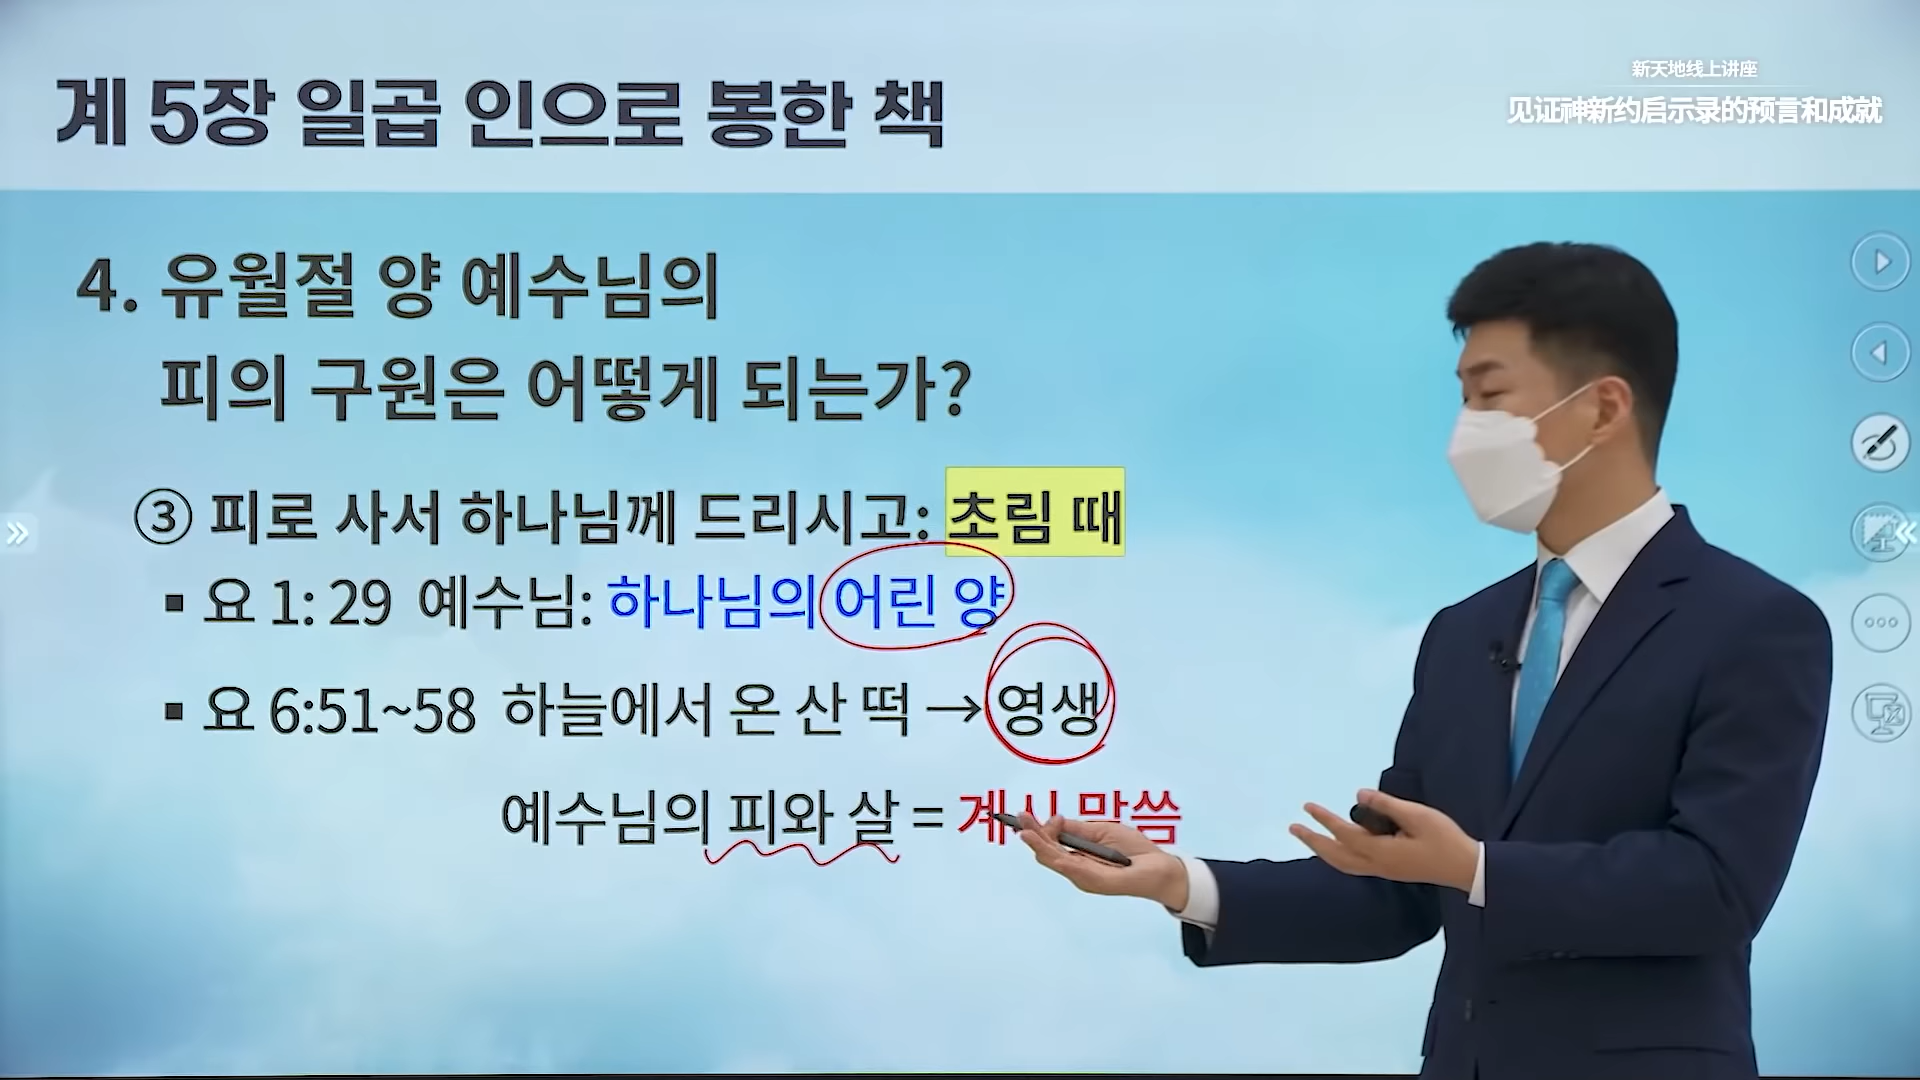 계 5장 일곱 인으로 봉한 책
新天地线上讲座
见证神新约启示录的预言和成就
4. 유월절 양 예수님의
피의 구원은 어떻게 되는가?
③ 피로 사서 하나님께 드리시고: 초림 때
▪ 요 1: 29 예수님: 하나님의 어린 양
▪ 요 6:51~58 하늘에서 온 산 떡 → 영생
예수님의 피와 살 = 계시 말씀